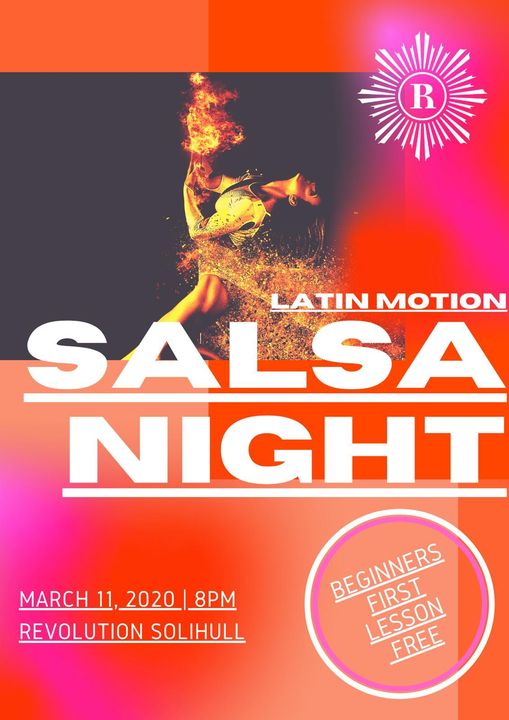 R
LATIN MOTION
SALSA
NIGHT
MARCH 11, 2020 | 8PM
REVOLUTION SOLIHULL
BEGINNERS
FIRST
LESSON
FREE